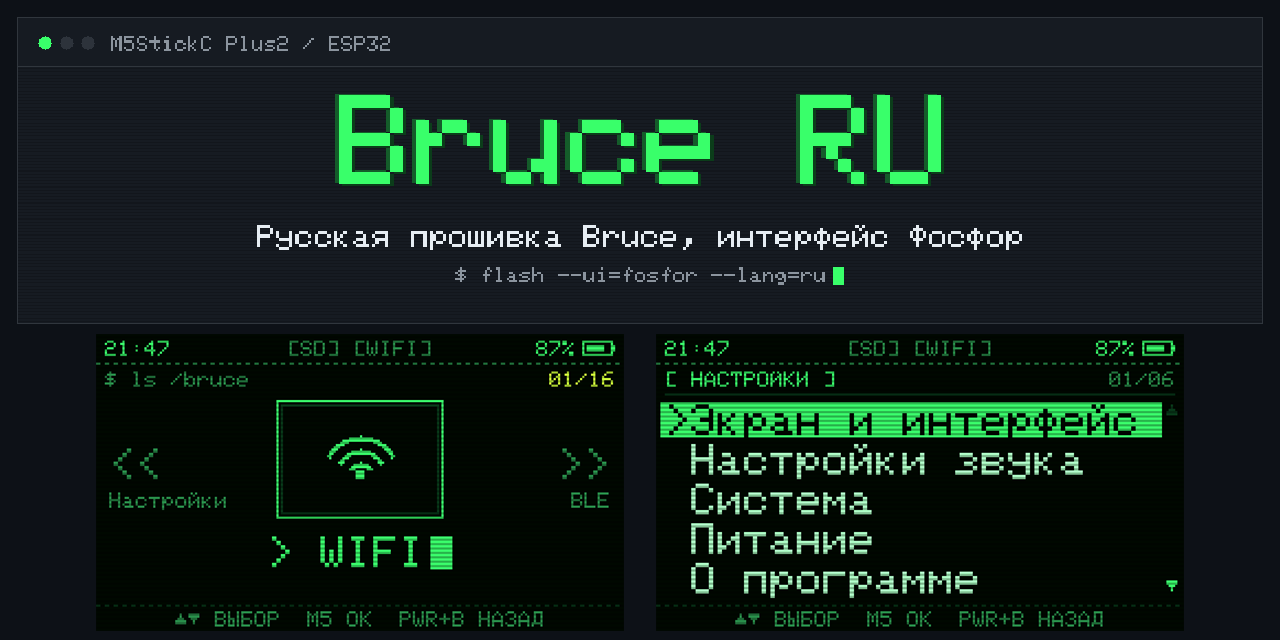 M5StickC Plus2 / ESP32
Bruce RU
Русская прошивка Bruce, интерфейс Фосфор
$ flash --ui=fosfor --lang=ru
21:47 [SD] [WIFI] 87%
$ ls /bruce 01/16
<< >>
Настройки BLE
> WIFI
▲▼ ВЫБОР M5 OK PWR+B НАЗАД
21:47 [SD] [WIFI] 87%
[ НАСТРОЙКИ ] 01/06
>Экран и интерфейс
Настройки звука
Система
Питание
О программе
▲▼ ВЫБОР M5 OK PWR+B НАЗАД